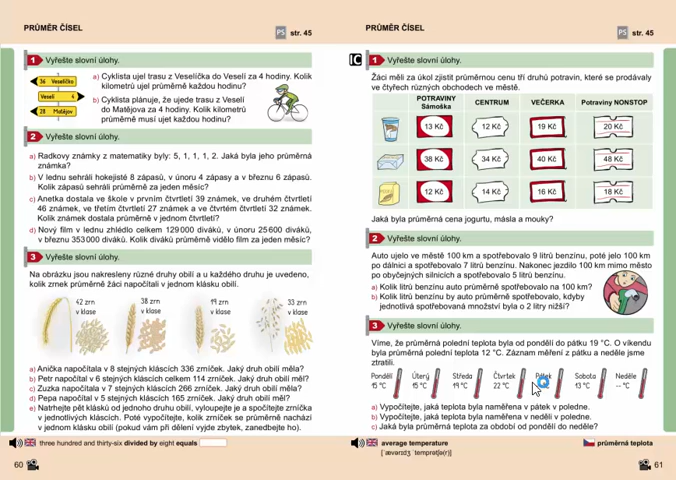 PRŮMĚR ČÍSEL
PS str. 45
1 Vyřešte slovní úlohy.
36 Veselíčko
Veselí 4
28 Matějov
a) Cyklista ujel trasu z Veselíčka do Veselí za 4 hodiny. Kolik
kilometrů ujel průměrně každou hodinu?
b) Cyklista plánuje, že ujede trasu z Veselí
do Matějova za 4 hodiny. Kolik kilometrů
průměrně musí ujet každou hodinu?
2 Vyřešte slovní úlohy.
a) Radkovy známky z matematiky byly: 5, 1, 1, 1, 2. Jaká byla jeho průměrná
známka?
b) V lednu sehráli hokejisté 8 zápasů, v únoru 4 zápasy a v březnu 6 zápasů.
Kolik zápasů sehráli průměrně za jeden měsíc?
c) Anetka dostala ve škole v prvním čtvrtletí 39 známek, ve druhém čtvrtletí
46 známek, ve třetím čtvrtletí 27 známek a ve čtvrtém čtvrtletí 32 známek.
Kolik známek dostala průměrně v jednom čtvrtletí?
d) Nový film v lednu zhlédlo celkem 129 000 diváků, v únoru 25 600 diváků,
v březnu 353 000 diváků. Kolik diváků průměrně vidělo film za jeden měsíc?
3 Vyřešte slovní úlohy.
Na obrázku jsou nakresleny různé druhy obilí a u každého druhu je uvedeno,
kolik zrnek průměrně žáci napočítali v jednom klásku obilí.
42 zrn
v klase
38 zrn
v klase
19 zrn
v klase
33 zrn
v klase
a) Anička napočítala v 8 stejných kláscích 336 zrníček. Jaký druh obilí měla?
b) Petr napočítal v 6 stejných kláscích celkem 114 zrníček. Jaký druh obilí měl?
c) Zuzka napočítala v 7 stejných kláscích 266 zrníček. Jaký druh obilí měla?
d) Pepa napočítal v 5 stejných kláscích 165 zrníček. Jaký druh obilí měl?
e) Natrhejte pět klásků od jednoho druhu obilí, vyloupejte je a spočítejte zrníčka
v jednotlivých kláscích. Poté vypočítejte, kolik zrníček se průměrně nachází
v jednom klásku obilí (pokud vám při dělení vyjde zbytek, zanedbejte ho).
three hundred and thirty-six divided by eight equals
60
PRŮMĚR ČÍSEL
PS str. 45
1 Vyřešte slovní úlohy.
Žáci měli za úkol zjistit průměrnou cenu tří druhů potravin, které se prodávaly
ve čtyřech různých obchodech ve městě.
POTRAVINY Sámoška CENTRUM VEČERKA Potraviny NONSTOP
13 Kč 12 Kč 19 Kč 20 Kč
38 Kč 34 Kč 40 Kč 48 Kč
12 Kč 14 Kč 16 Kč 18 Kč
Jaká byla průměrná cena jogurtu, másla a mouky?
2 Vyřešte slovní úlohy.
Auto ujelo ve městě 100 km a spotřebovalo 9 litrů benzínu, poté jelo 100 km
po dálnici a spotřebovalo 7 litrů benzínu. Nakonec jezdilo 100 km mimo město
po obyčejných silnicích a spotřebovalo 5 litrů benzínu.
a) Kolik litrů benzínu auto průměrně spotřebovalo na 100 km?
b) Kolik litrů benzínu by auto průměrně spotřebovalo, kdyby
jednotlivá spotřebovaná množství byla o 2 litry nižší?
3 Vyřešte slovní úlohy.
Víme, že průměrná polední teplota byla od pondělí do pátku 19 °C. O víkendu
byla průměrná polední teplota 12 °C. Záznam měření z pátku a neděle jsme
ztratili.
Pondělí Úterý Středa Čtvrtek Pátek Sobota Neděle
15 °C 15 °C 19 °C 22 °C 13 °C – °C
a) Vypočítejte, jaká teplota byla naměřena v pátek v poledne.
b) Vypočítejte, jaká teplota byla naměřena v neděli v poledne.
c) Jaká byla průměrná teplota za období od pondělí do neděle?
average temperature
průměrná teplota
61